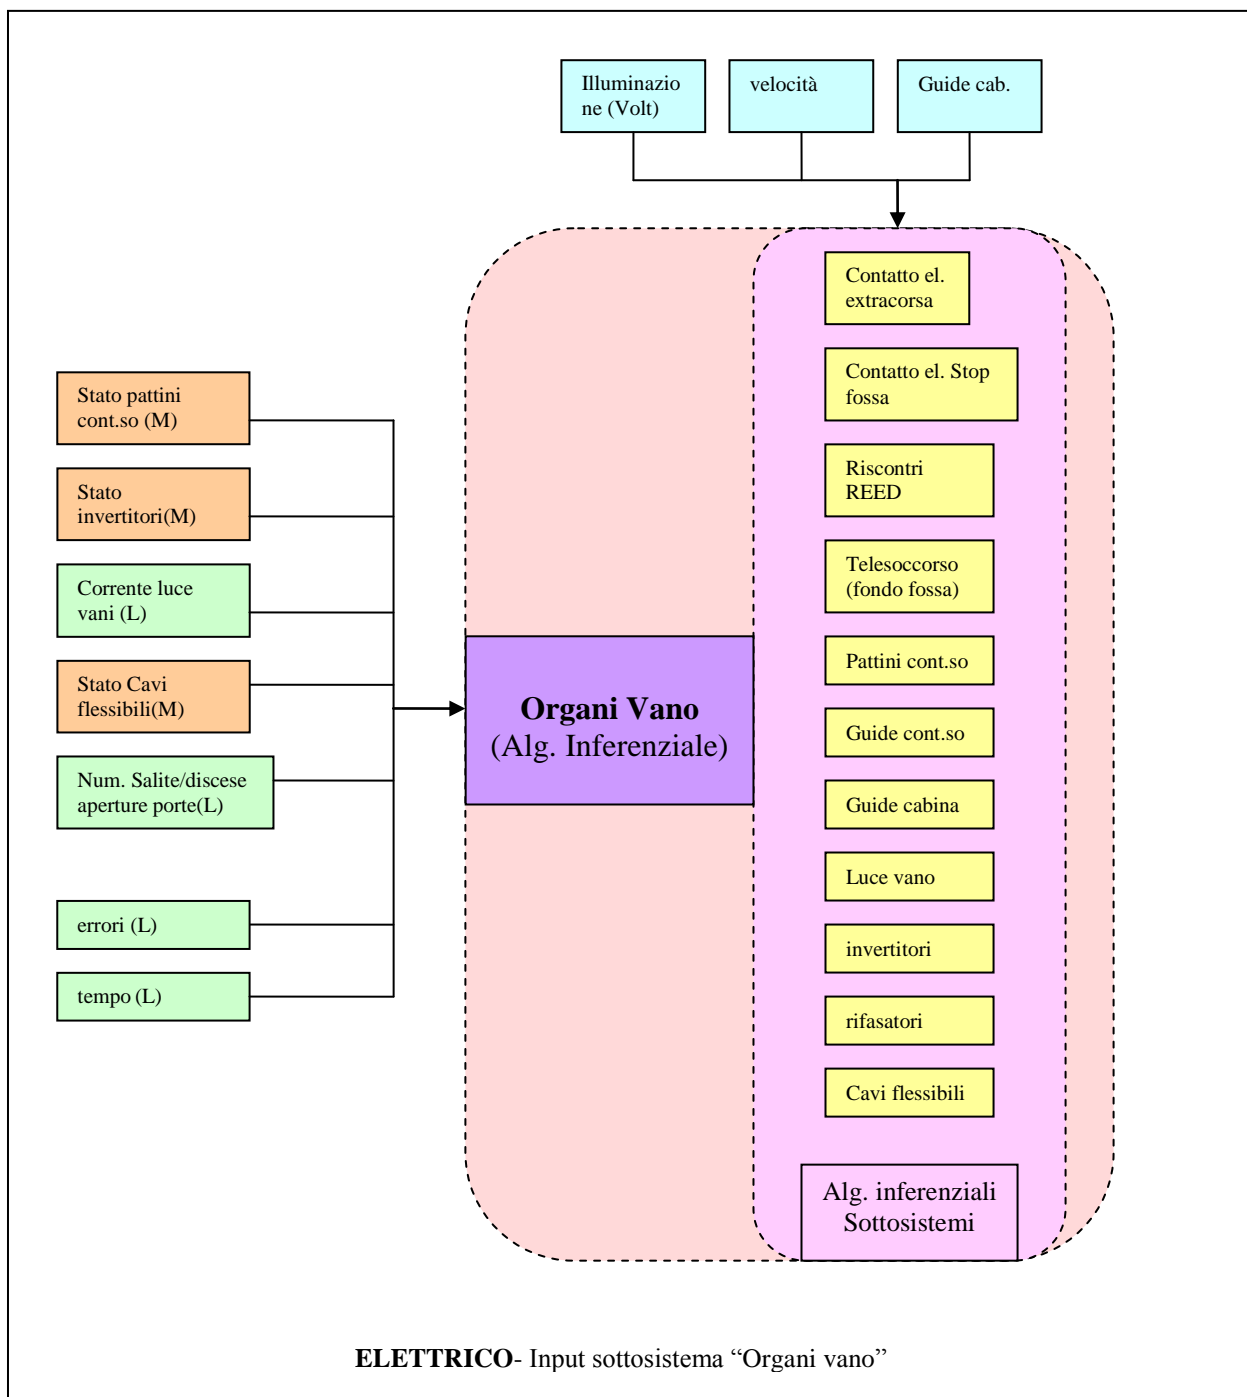 Illuminazio
ne (Volt)
velocità
Guide cab.
Contatto el.
extracorsa
Contatto el. Stop
fossa
Riscontri
REED
Telesoccorso
(fondo fossa)
Pattini cont.so
Guide cont.so
Guide cabina
Luce vano
invertitori
rifasatori
Cavi flessibili
Alg. inferenziali
Sottosistemi
Stato pattini
cont.so (M)
Stato
invertitori(M)
Corrente luce
vani (L)
Stato Cavi
flessibili(M)
Num. Salite/discese
aperture porte(L)
errori (L)
tempo (L)
Organi Vano
(Alg. Inferenziale)
ELETTRICO- Input sottosistema “Organi vano”